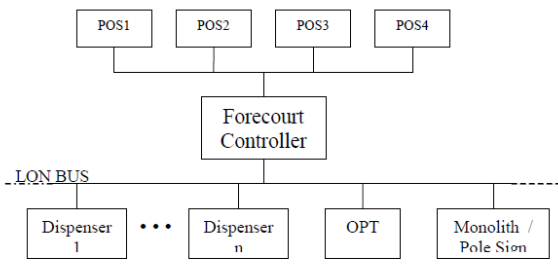 POS1 POS2 POS3 POS4
Forecourt
Controller
LON BUS
Dispenser • • • Dispenser OPT Monolith /
1 n Pole Sign